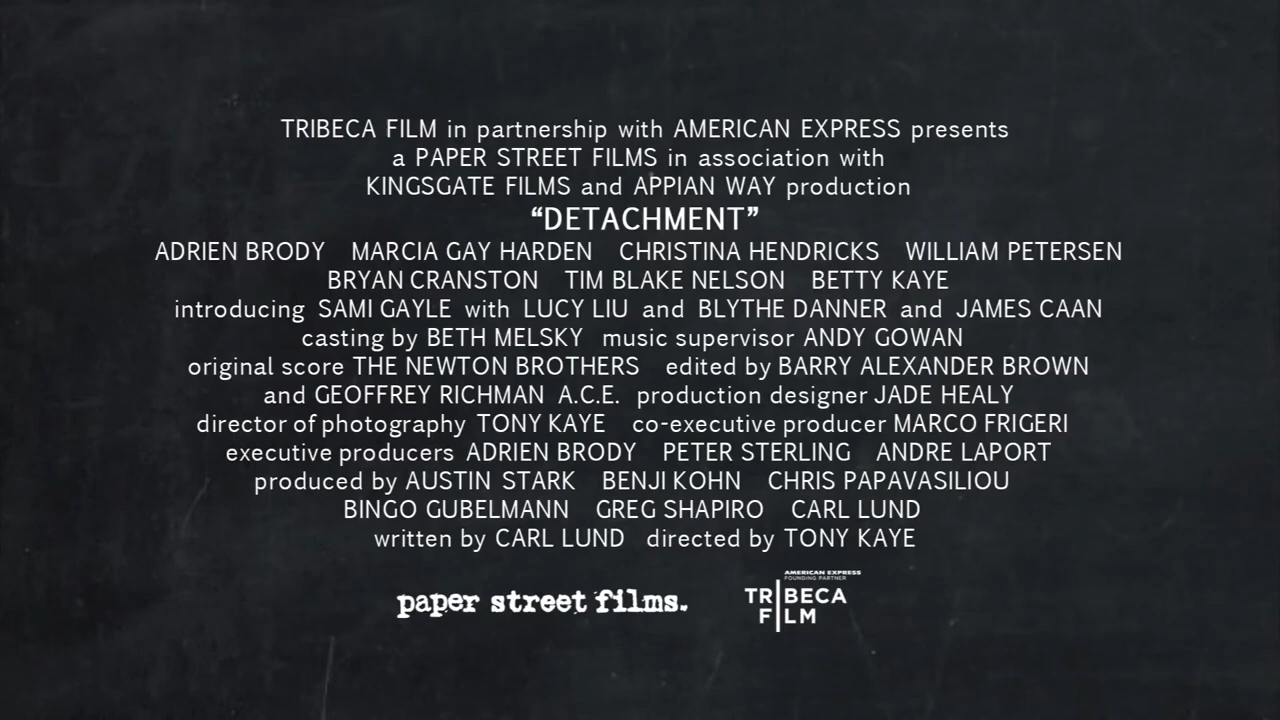 TRIBECA FILM in partnership with AMERICAN EXPRESS presents
a PAPER STREET FILMS in association with
KINGSGATE FILMS and APPIAN WAY production
“DETACHMENT”
ADRIEN BRODY MARCIA GAY HARDEN CHRISTINA HENDRICKS WILLIAM PETERSEN
BRYAN CRANSTON TIM BLAKE NELSON BETTY KAYE
introducing SAMI GAYLE with LUCY LIU and BLYTHE DANNER and JAMES CAAN
casting by BETH MELSKY music supervisor ANDY GOWAN
original score THE NEWTON BROTHERS edited by BARRY ALEXANDER BROWN
and GEOFFREY RICHMAN A.C.E. production designer JADE HEALY
director of photography TONY KAYE co-executive producer MARCO FRIGERI
executive producers ADRIEN BRODY PETER STERLING ANDRE LAPORT
produced by AUSTIN STARK BENJI KOHN CHRIS PAPAVASILIOU
BINGO GUBELMANN GREG SHAPIRO CARL LUND
written by CARL LUND directed by TONY KAYE
paper street films.
AMERICAN EXPRESS
FOUNDING PARTNER
TRIBECA
FILM